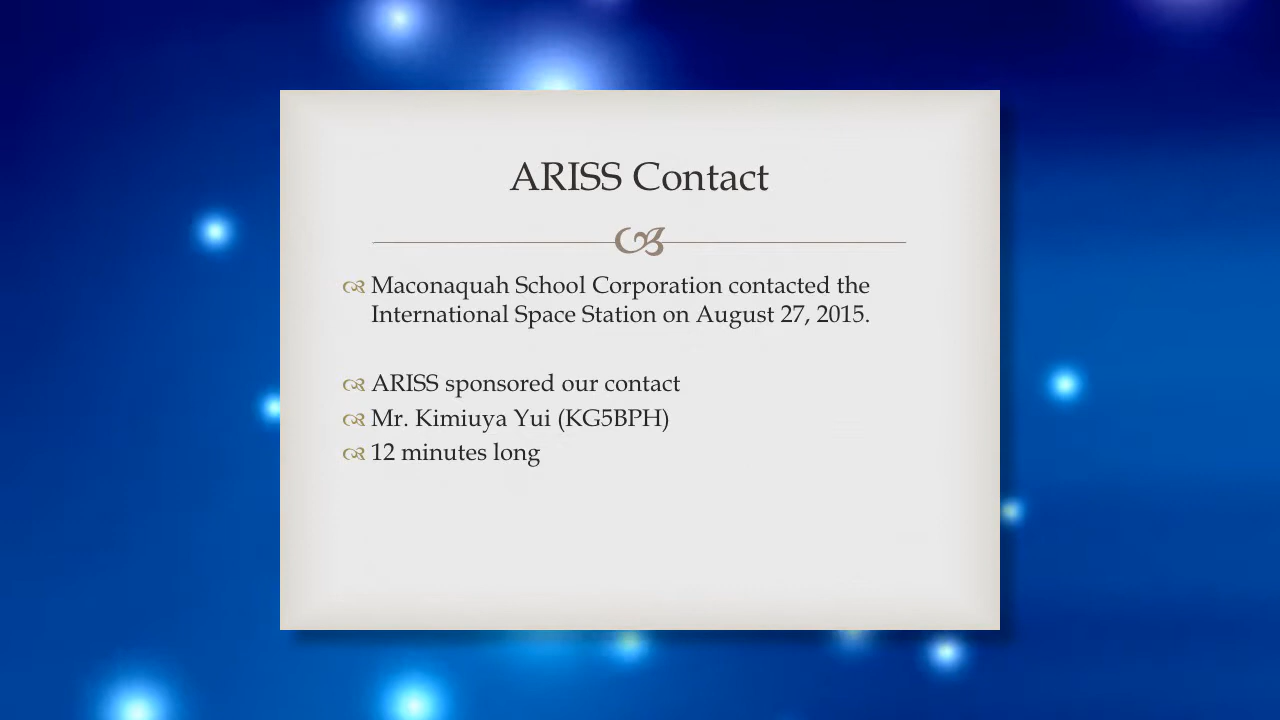 ARISS Contact
Maconaquah School Corporation contacted the
International Space Station on August 27, 2015.
ARISS sponsored our contact
Mr. Kimiuya Yui (KG5BPH)
12 minutes long